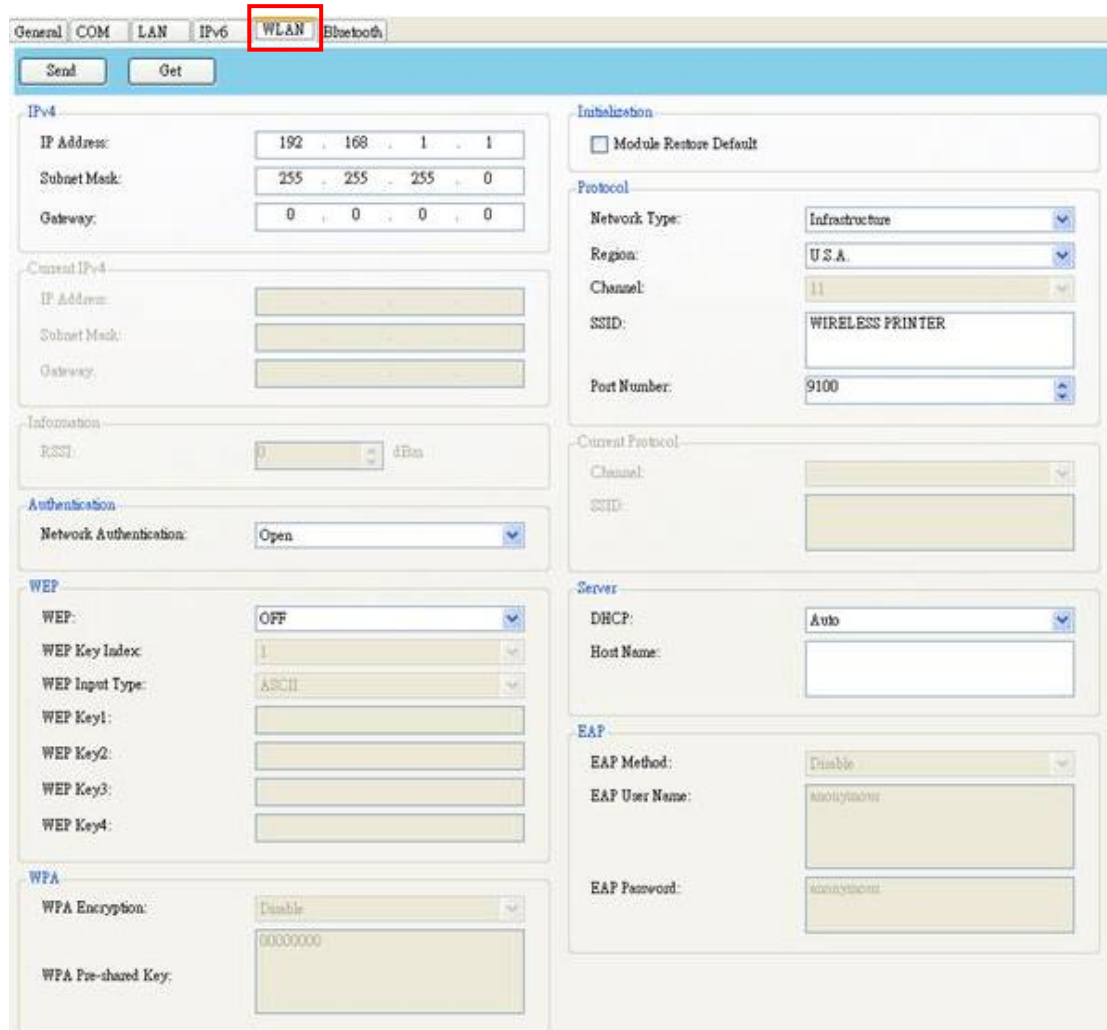 General COM LAN IPv6 WLAN Bluetooth
Send Get
IPv4
IP Address: 192 . 168 . 1 . 1
Subnet Mask: 255 . 255 . 255 . 0
Gateway: 0 . 0 . 0 . 0
Current IPv4
IP Address:
Subnet Mask:
Gateway:
Information
RSSI: 0 dBm
Authentication
Network Authentication: Open
WEP
WEP: OFF
WEP Key Index: 1
WEP Input Type: ASCII
WEP Key1:
WEP Key2:
WEP Key3:
WEP Key4:
WPA
WPA Encryption: Disable
00000000
WPA Pre-shared Key:
Initialization
Module Restore Default
Protocol
Network Type: Infrastructure
Region: U.S.A.
Channel: 11
SSID: WIRELESS PRINTER
Port Number: 9100
Current Protocol
Channel:
SSID:
Server
DHCP: Auto
Host Name:
EAP
EAP Method: Disable
EAP User Name: anonymous
EAP Password: anonymous